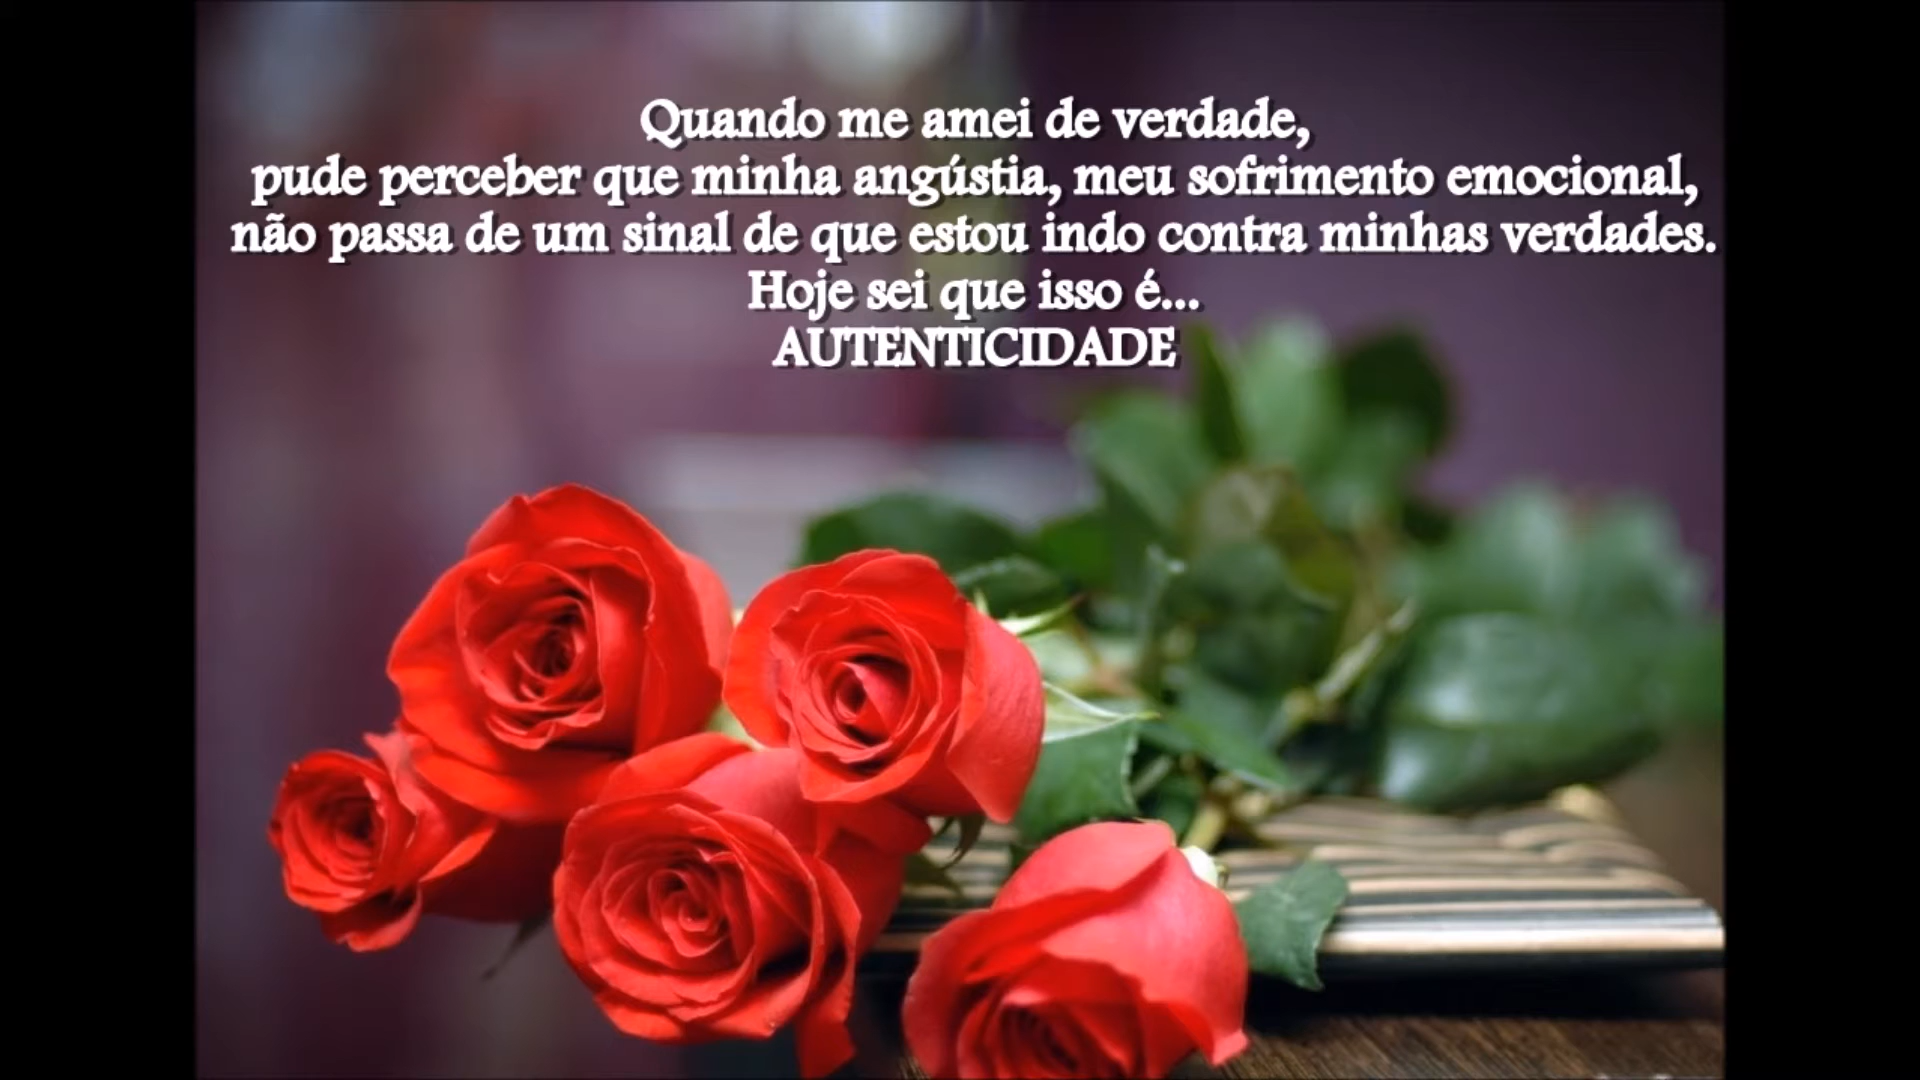 Quando me amei de verdade,
pude perceber que minha angústia, meu sofrimento emocional,
não passa de um sinal de que estou indo contra minhas verdades.
Hoje sei que isso é...
AUTENTICIDADE